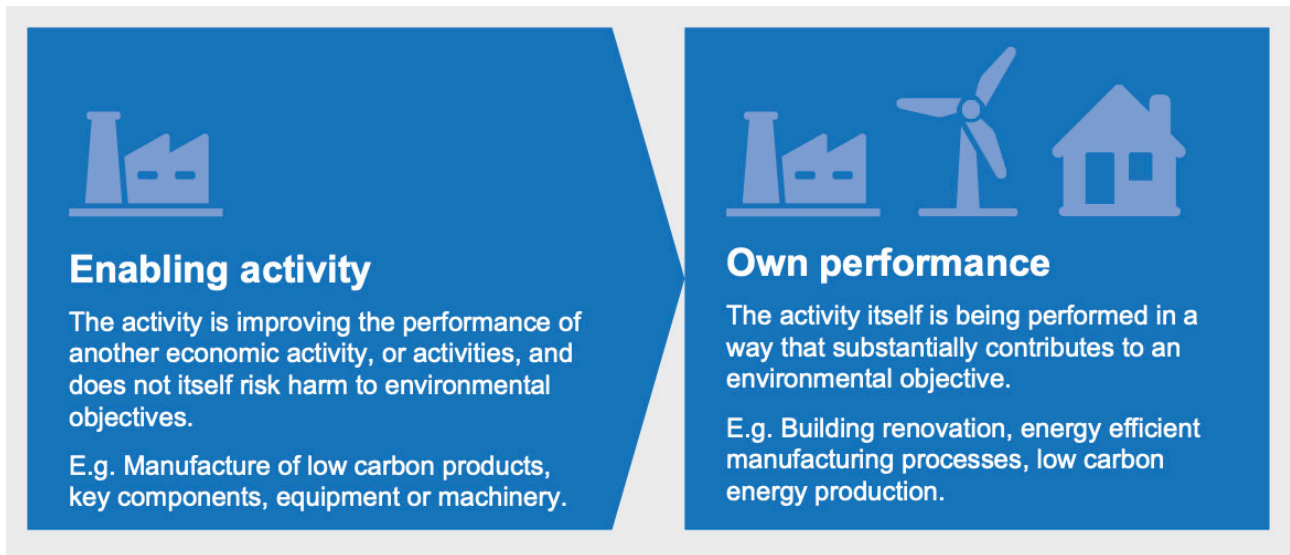 Enabling activity
The activity is improving the performance of
another economic activity, or activities, and
does not itself risk harm to environmental
objectives.
E.g. Manufacture of low carbon products,
key components, equipment or machinery.
Own performance
The activity itself is being performed in a
way that substantially contributes to an
environmental objective.
E.g. Building renovation, energy efficient
manufacturing processes, low carbon
energy production.